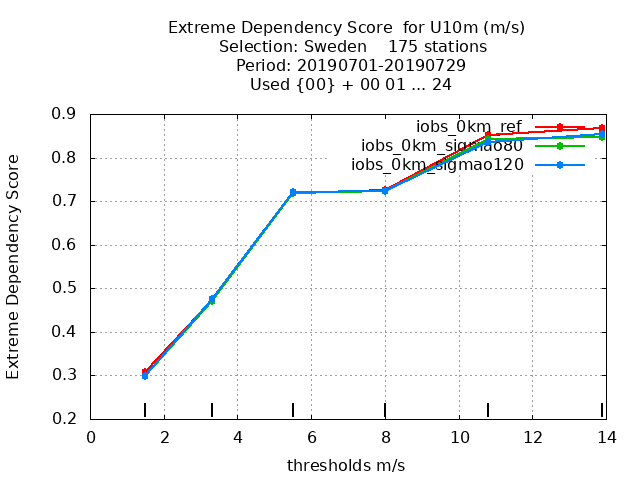 Extreme Dependency Score  for U10m (m/s)
Selection: Sweden    175 stations
Period: 20190701-20190729
Used {00} + 00 01 ... 24
Extreme Dependency Score
0.9
0.8
0.7
0.6
0.5
0.4
0.3
0.2
iobs_0km_ref
iobs_0km_sigmao80
iobs_0km_sigmao120
0 2 4 6 8 10 12 14
thresholds m/s